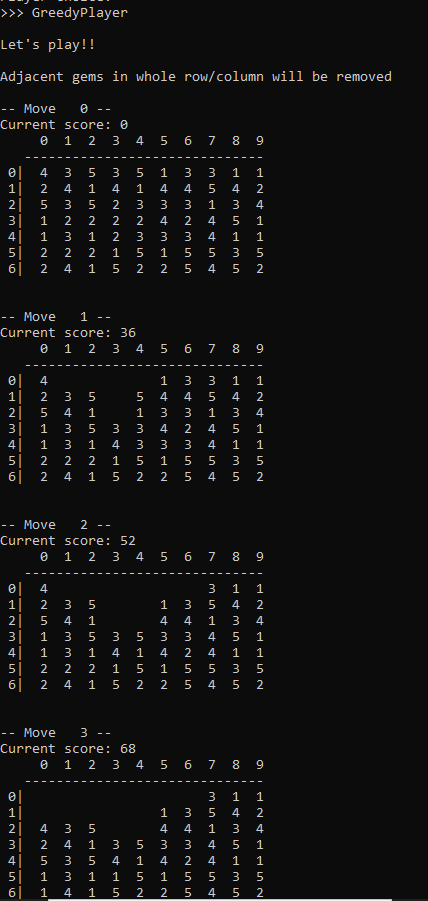 >>> GreedyPlayer
Let's play!!
Adjacent gems in whole row/column will be removed
-- Move   0 --
Current score: 0
     0  1  2  3  4  5  6  7  8  9
   ------------------------------
 0|  4  3  5  3  5  1  3  3  1  1
 1|  2  4  1  4  1  4  4  5  4  2
 2|  5  3  5  2  3  3  3  1  3  4
 3|  1  2  2  2  2  4  2  4  5  1
 4|  1  3  1  2  3  3  3  4  1  1
 5|  2  2  2  1  5  1  5  5  3  5
 6|  2  4  1  5  2  2  5  4  5  2
-- Move   1 --
Current score: 36
     0  1  2  3  4  5  6  7  8  9
   ------------------------------
 0|  4              1  3  3  1  1
 1|  2  3  5     5  4  4  5  4  2
 2|  5  4  1     1  3  3  1  3  4
 3|  1  3  5  3  3  4  2  4  5  1
 4|  1  3  1  4  3  3  3  4  1  1
 5|  2  2  2  1  5  1  5  5  3  5
 6|  2  4  1  5  2  2  5  4  5  2
-- Move   2 --
Current score: 52
     0  1  2  3  4  5  6  7  8  9
   ------------------------------
 0|  4                    3  1  1
 1|  2  3  5        1  3  5  4  2
 2|  5  4  1        4  4  1  3  4
 3|  1  3  5  3  5  3  3  4  5  1
 4|  1  3  1  4  1  4  2  4  1  1
 5|  2  2  2  1  5  1  5  5  3  5
 6|  2  4  1  5  2  2  5  4  5  2
-- Move   3 --
Current score: 68
     0  1  2  3  4  5  6  7  8  9
   ------------------------------
 0|                       3  1  1
 1|                 1  3  5  4  2
 2|  4  3  5        4  4  1  3  4
 3|  2  4  1  3  5  3  3  4  5  1
 4|  5  3  5  4  1  4  2  4  1  1
 5|  1  3  1  1  5  1  5  5  3  5
 6|  1  4  1  5  2  2  5  4  5  2